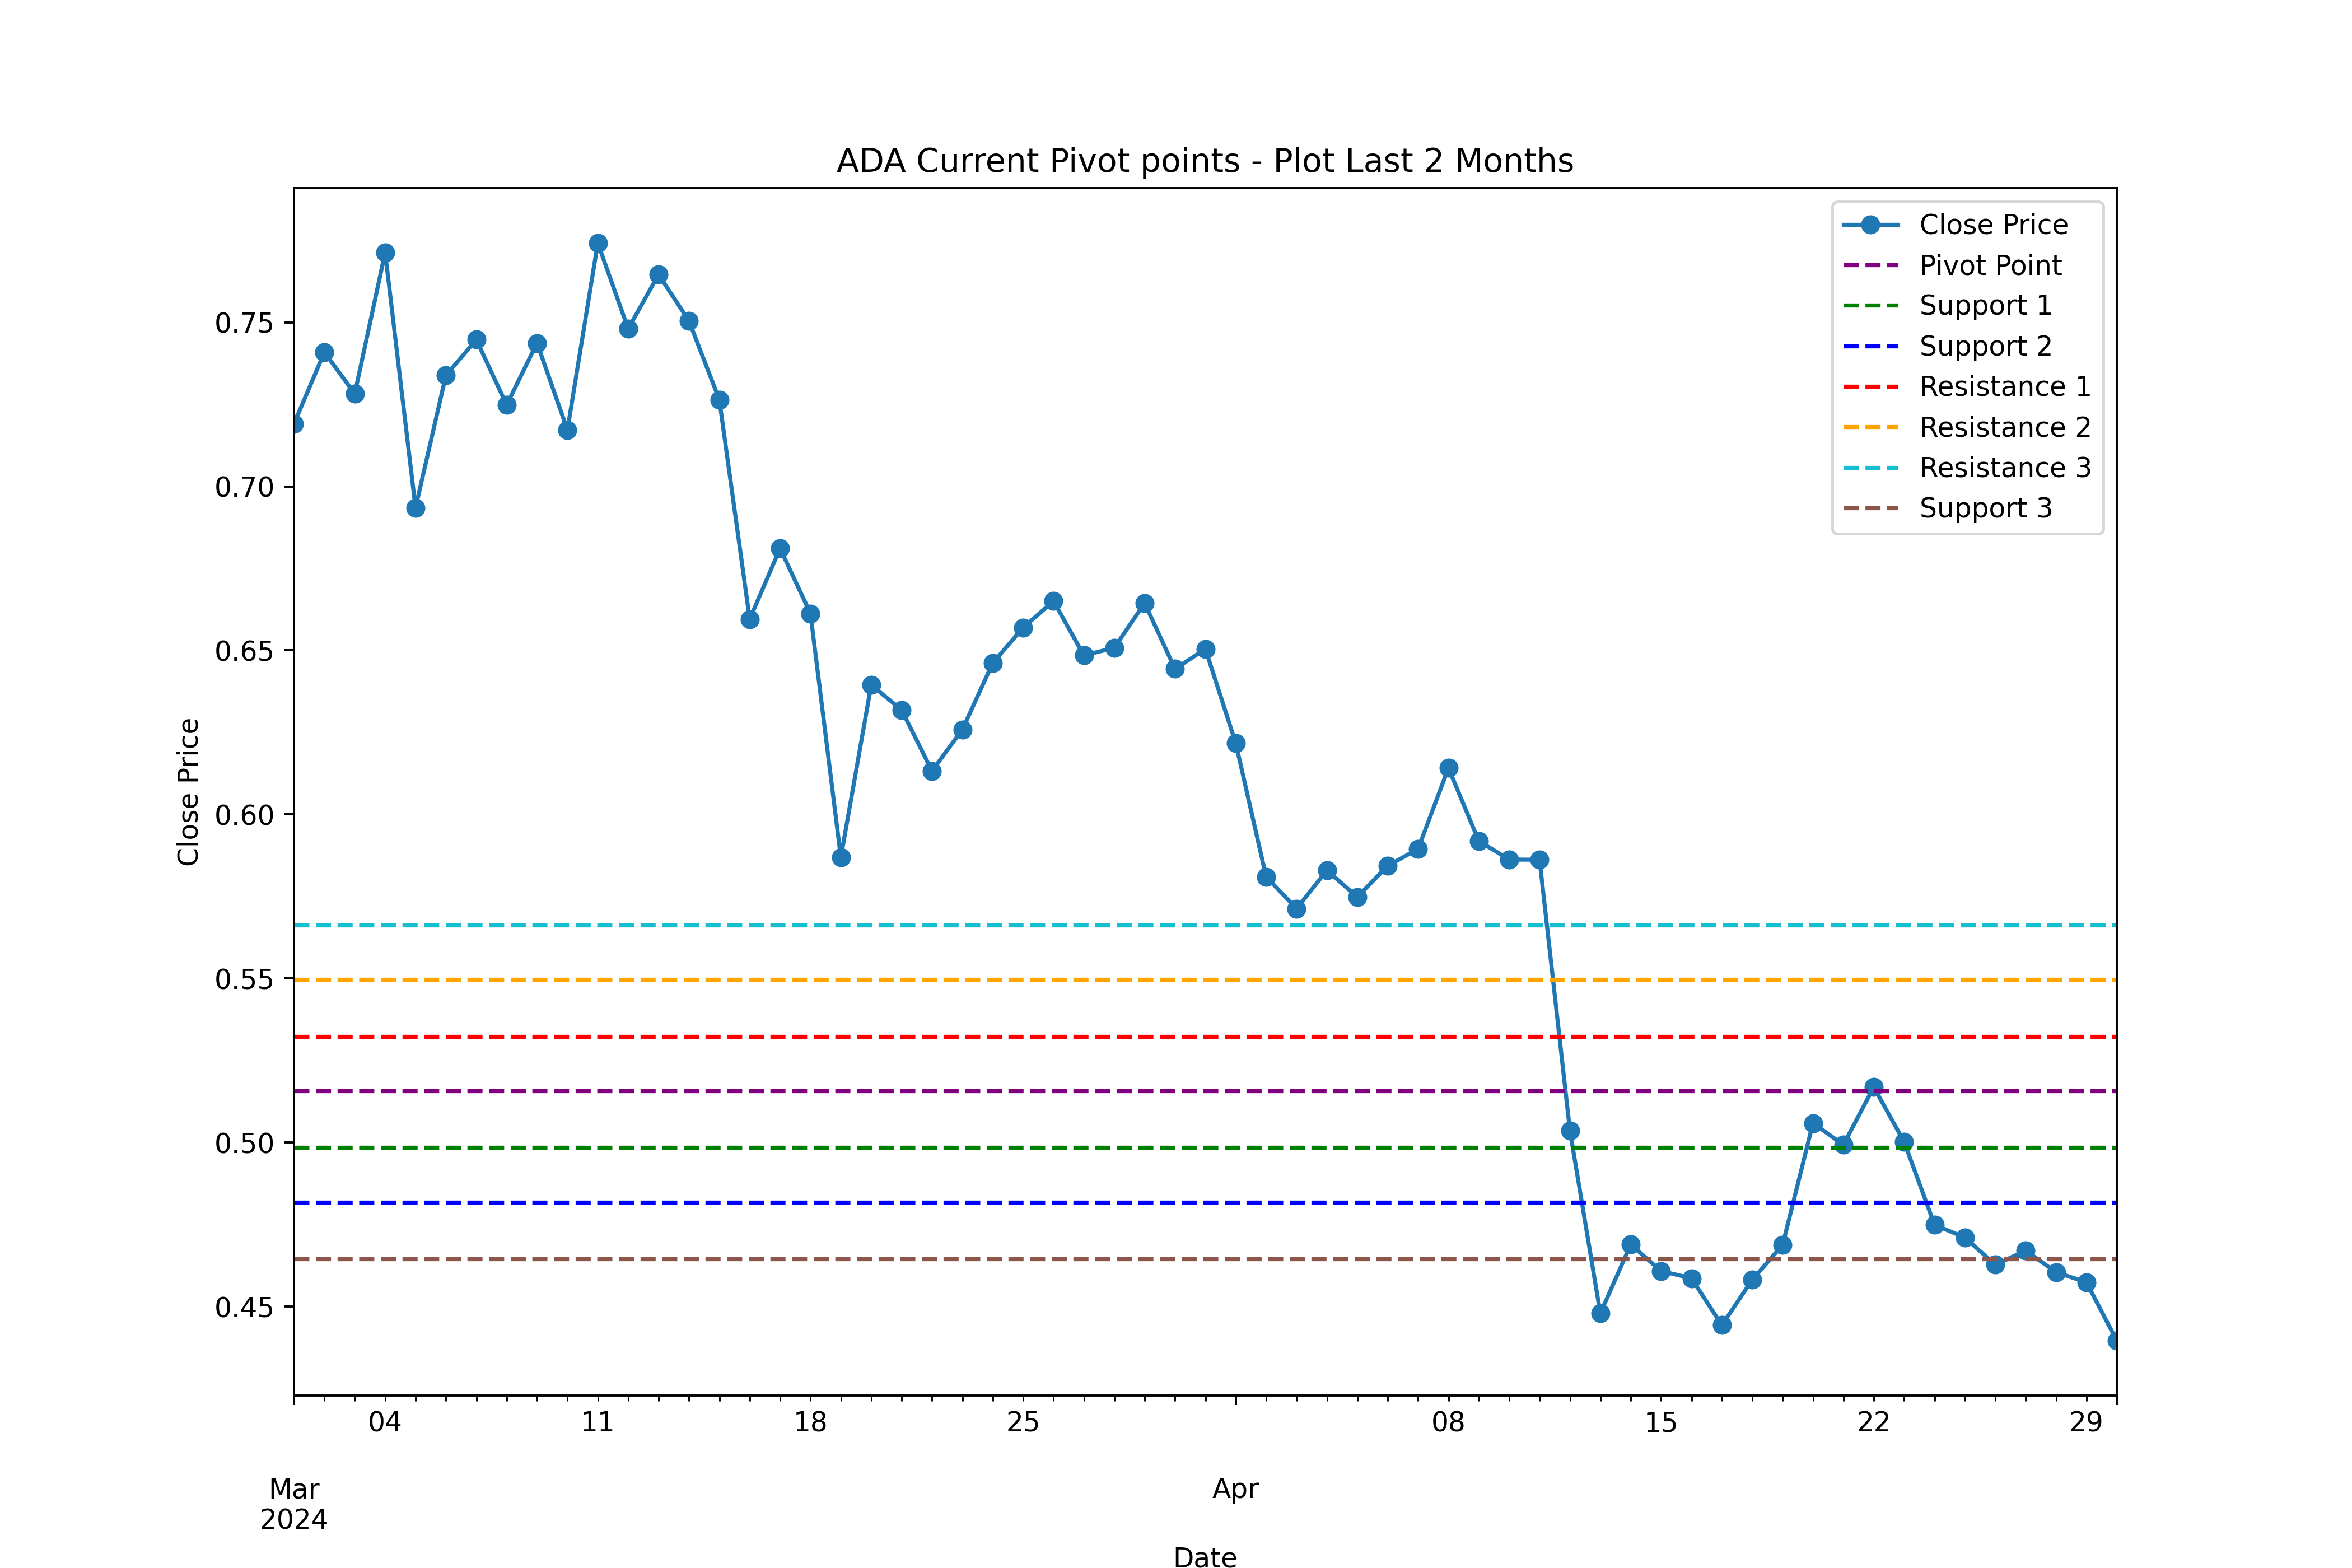 ADA Current Pivot points - Plot Last 2 Months
Close Price
Pivot Point
Support 1
Support 2
Resistance 1
Resistance 2
Resistance 3
Support 3
0.75
0.70
0.65
0.60
0.55
0.50
0.45
Close Price
04 11 18 25 08 15 22 29
Mar Apr
2024
Date